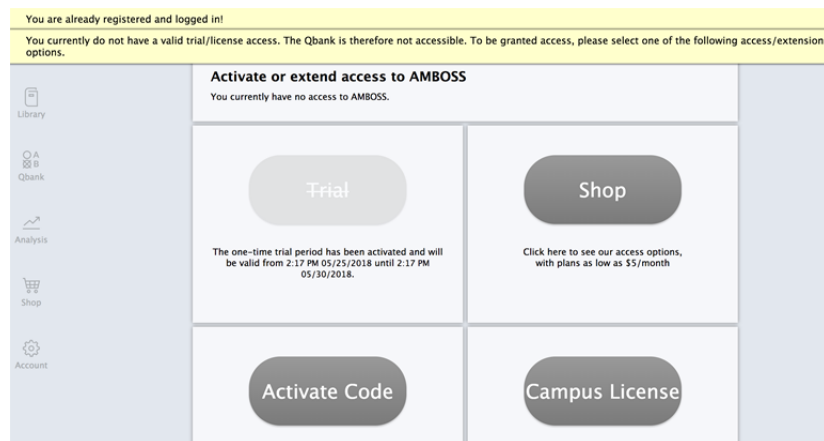 You are already registered and logged in!
You currently do not have a valid trial/license access. The Qbank is therefore not accessible. To be granted access, please select one of the following access/extension
options.
Activate or extend access to AMBOSS
You currently have no access to AMBOSS.
Library
A
B
Qbank
Analysis
Shop
Account
Trial
The one-time trial period has been activated and will
be valid from 2:17 PM 05/25/2018 until 2:17 PM
05/30/2018.
Shop
Click here to see our access options,
with plans as low as $5/month
Activate Code
Campus License